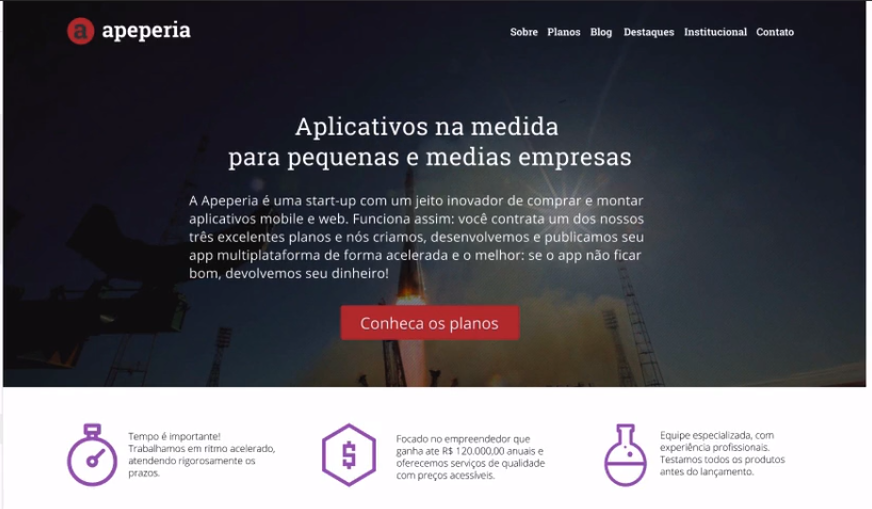 a apeperia
Sobre Planos Blog Destaques Institucional Contato
Aplicativos na medida
para pequenas e medias empresas
A Apeperia é uma start-up com um jeito inovador de comprar e montar
aplicativos mobile e web. Funciona assim: você contrata um dos nossos
três excelentes planos e nós criamos, desenvolvemos e publicamos seu
app multiplataforma de forma acelerada e o melhor: se o app não ficar
bom, devolvemos seu dinheiro!
Conheca os planos
Tempo é importante!
Trabalhamos em ritmo acelerado,
atendendo rigorosamente os
prazos.
$
Focado no empreendedor que
ganha ate R$ 120.000,00 anuais e
oferecemos serviços de qualidade
com preços acessíveis.
Equipe especializada, com
experiência profissionais.
Testamos todos os produtos
antes do lançamento.